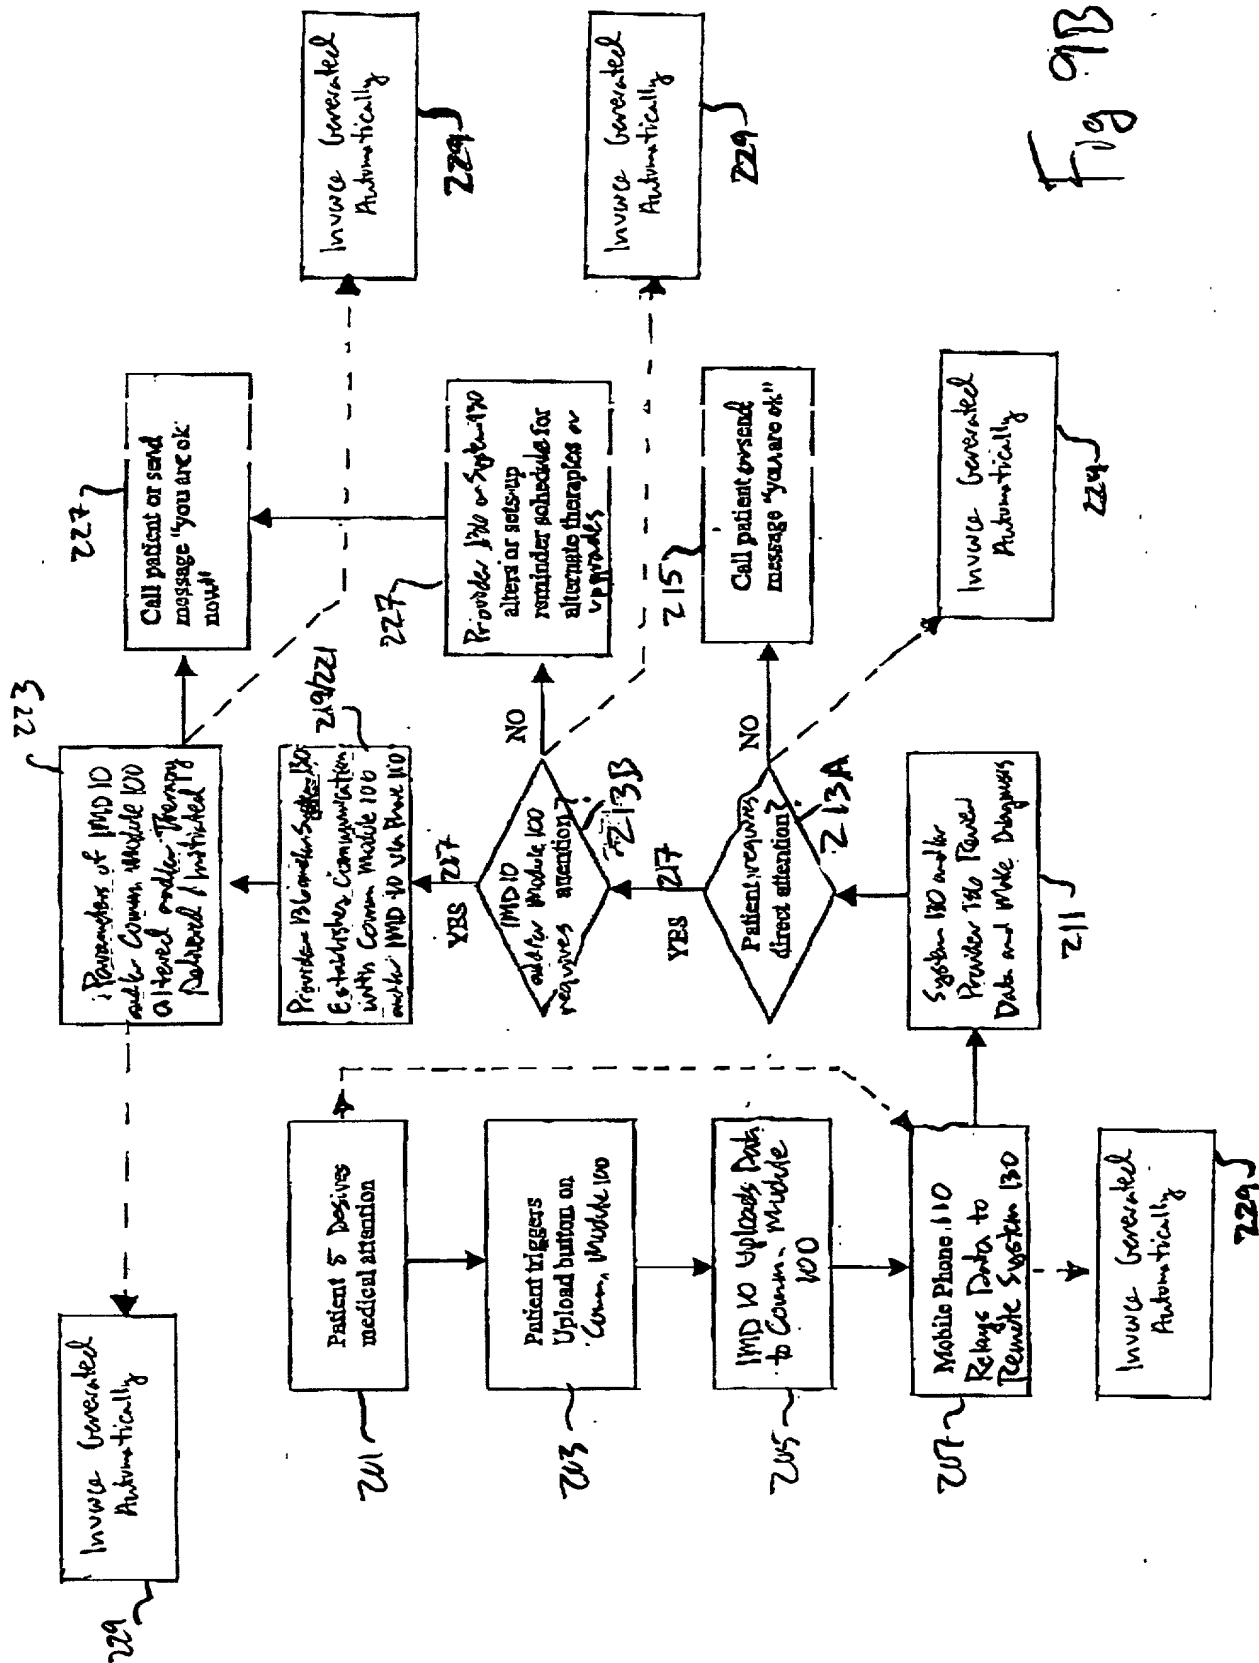 229
Invoice Generated
Automatically
201
Patient 5 Desires
medical attention
203
Patient triggers
Upload button on
Comm. Module 100
205
IMD 10 Uploads Data
to Comm. Module
100
207
Mobile Phone 110
Relays Data to
Remote System 130
Invoice Generated
Automatically
229
211
System 130 and/or
Provider 136 Review
Data and Make Diagnosis
Patient requires
direct attention?
213A
YES
217
NO
215
Call patient or send
message "you are ok"
Invoice Generated
Automatically
229
IMD 10
and/or Module 100
requires attention?
213B
YES
227
NO
227
Provider 136 or System 130
alters or sets-up
reminder schedule for
alternate therapies or
upgrades
Invoice Generated
Automatically
229
219/221
Provider 136 and/or System 130
Establishes Communication
with Comm Module 100
and/or IMD 10 via Phone 110
223
Parameters of IMD 10
and/or Comm. Module 100
altered and/or Therapy
Delivered / Instituted
227
Call patient or send
message "you are ok
now"
Invoice Generated
Automatically
229
Fig 9B